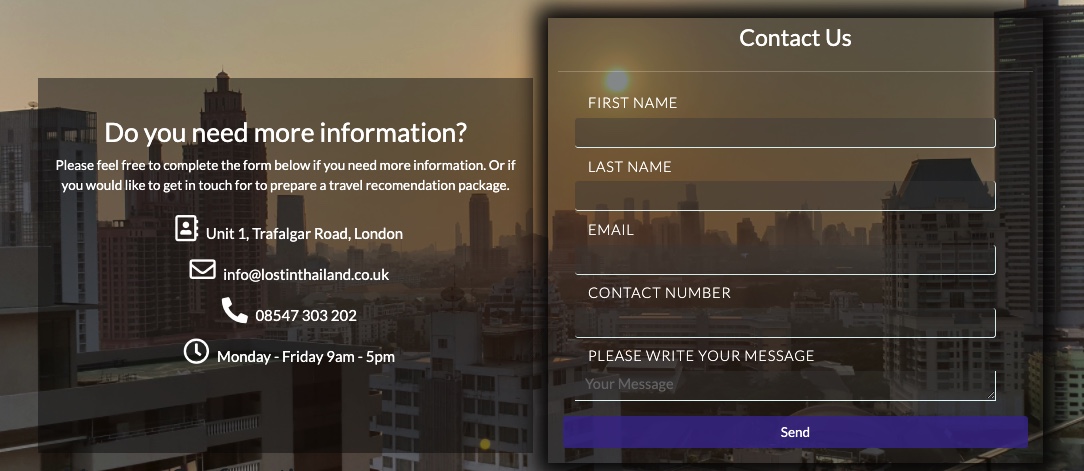 Do you need more information?
Please feel free to complete the form below if you need more information. Or if
you would like to get in touch for to prepare a travel recomendation package.
Unit 1, Trafalgar Road, London
info@lostinthailand.co.uk
08547 303 202
Monday - Friday 9am - 5pm
Contact Us
FIRST NAME
LAST NAME
EMAIL
CONTACT NUMBER
PLEASE WRITE YOUR MESSAGE
Your Message
Send